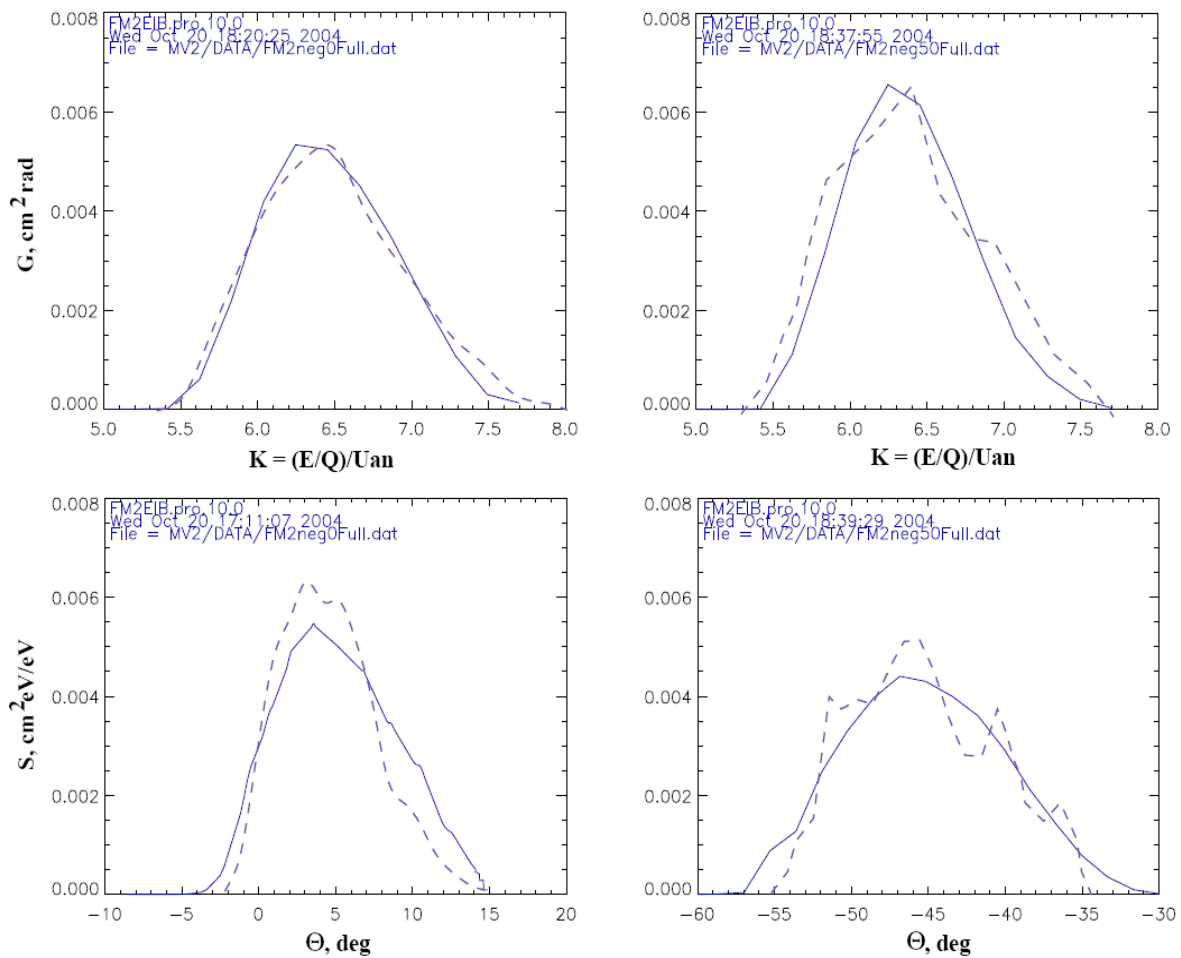 FM2EIB.pro 10.0
Wed Oct 20 18:20:25 2004
File = MV2/DATA/FM2neg0Full.dat
0.008
0.006
0.004
0.002
0.000
G, cm² rad
5.0 5.5 6.0 6.5 7.0 7.5 8.0
K = (E/Q)/Uan
FM2EIB.pro 10.0
Wed Oct 20 18:37:55 2004
File = MV2/DATA/FM2neg50Full.dat
0.008
0.006
0.004
0.002
0.000
5.0 5.5 6.0 6.5 7.0 7.5 8.0
K = (E/Q)/Uan
FM2EIB.pro 10.0
Wed Oct 20 17:11:07 2004
File = MV2/DATA/FM2neg0Full.dat
0.008
0.006
0.004
0.002
0.000
S, cm²eV/eV
−10 −5 0 5 10 15 20
Θ, deg
FM2EIB.pro 10.0
Wed Oct 20 18:39:29 2004
File = MV2/DATA/FM2neg50Full.dat
0.008
0.006
0.004
0.002
0.000
−60 −55 −50 −45 −40 −35 −30
Θ, deg